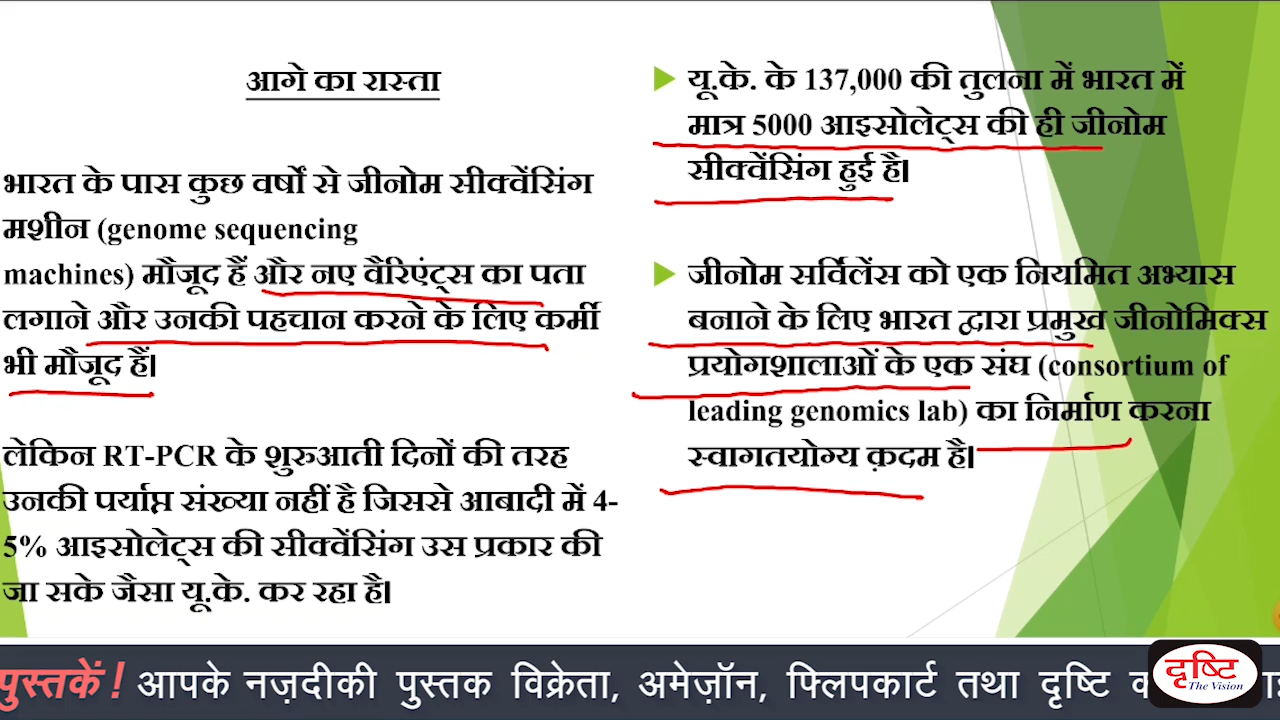 आगे का रास्ता
भारत के पास कुछ वर्षों से जीनोम सीक्वेंसिंग
मशीन (genome sequencing
machines) मौजूद हैं और नए वैरिएंट्स का पता
लगाने और उनकी पहचान करने के लिए कर्मी
भी मौजूद हैं।
लेकिन RT-PCR के शुरुआती दिनों की तरह
उनकी पर्याप्त संख्या नहीं है जिससे आबादी में 4-
5% आइसोलेट्स की सीक्वेंसिंग उस प्रकार की
जा सके जैसा यू.के. कर रहा है।
यू.के. के 137,000 की तुलना में भारत में
मात्र 5000 आइसोलेट्स की ही जीनोम
सीक्वेंसिंग हुई है।
जीनोम सर्विलेंस को एक नियमित अभ्यास
बनाने के लिए भारत द्वारा प्रमुख जीनोमिक्स
प्रयोगशालाओं के एक संघ (consortium of
leading genomics lab) का निर्माण करना
स्वागतयोग्य क़दम है।
पुस्तकें! आपके नज़दीकी पुस्तक विक्रेता, अमेज़ॉन, फ्लिपकार्ट तथा दृष्टि
दृष्टि
The Vision